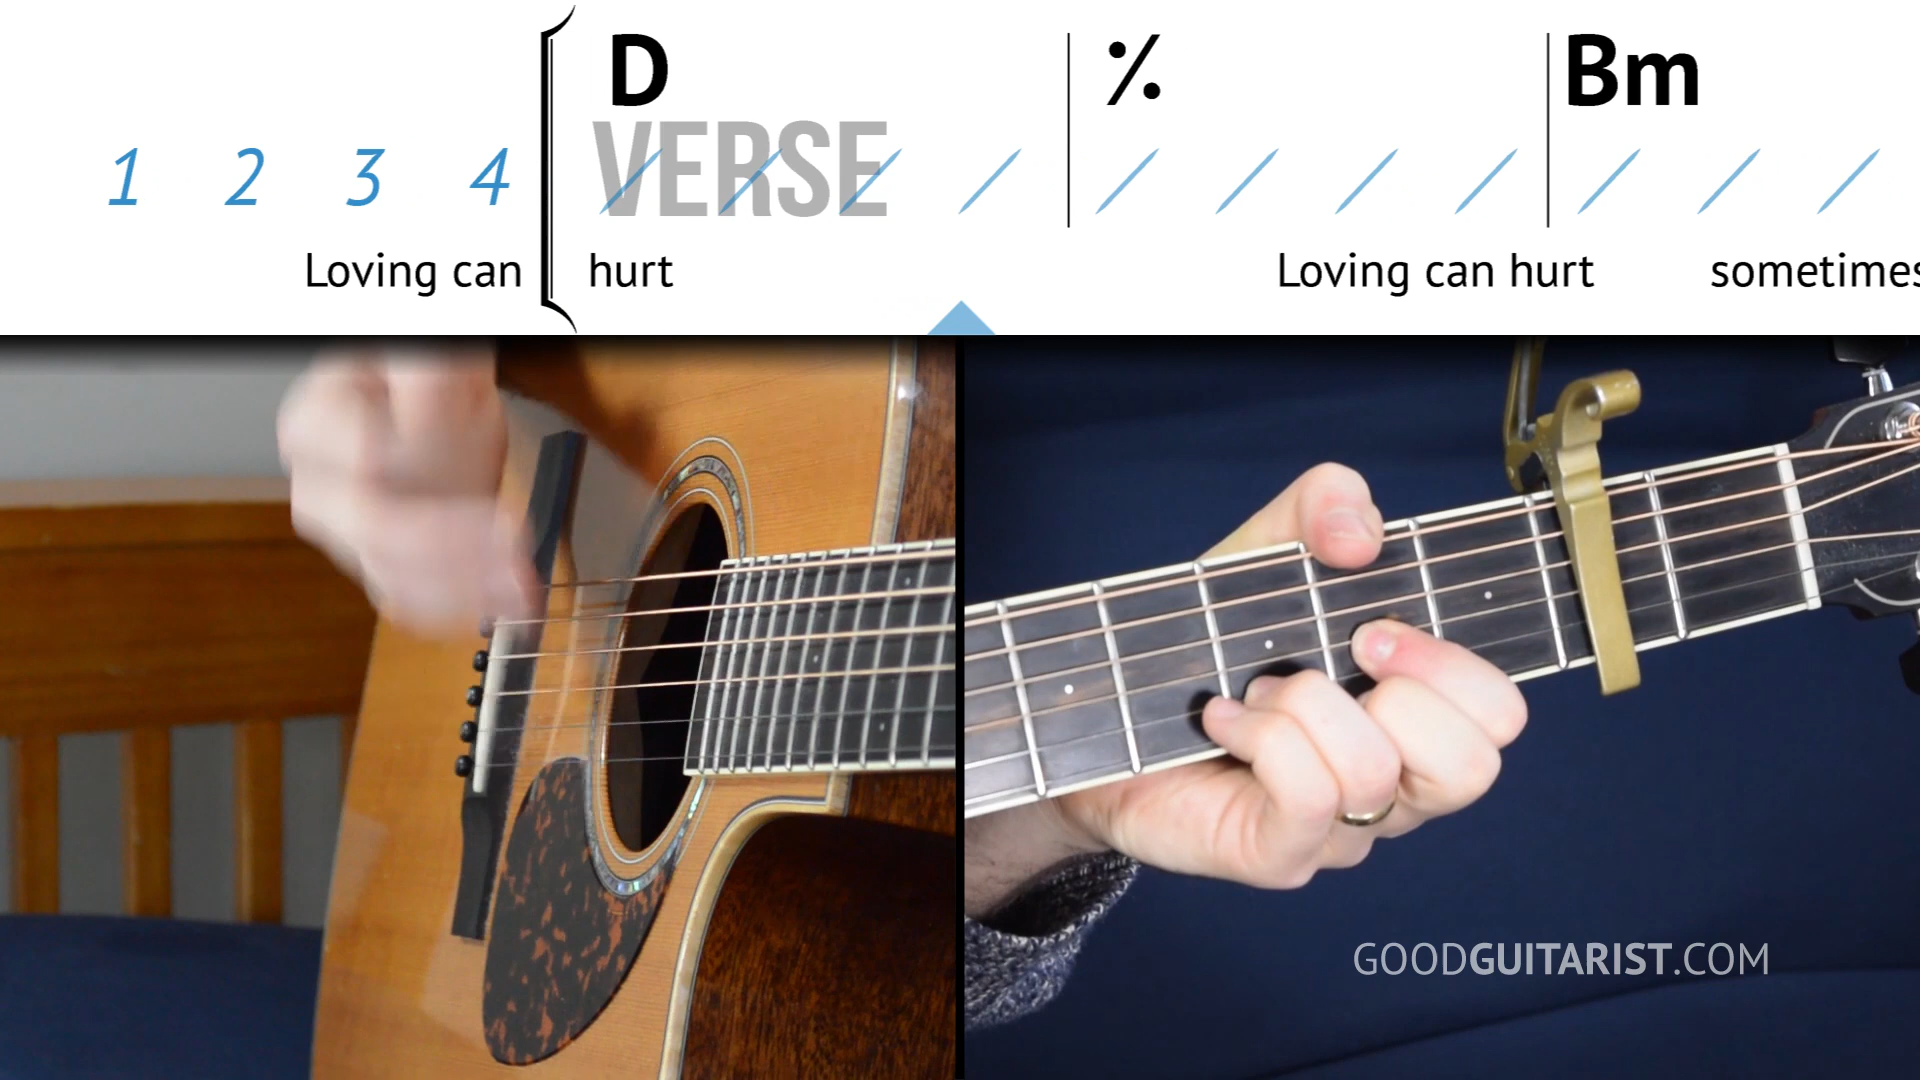 D % Bm
VERSE
1 2 3 4
Loving can hurt Loving can hurt sometimes
GOODGUITARIST.COM